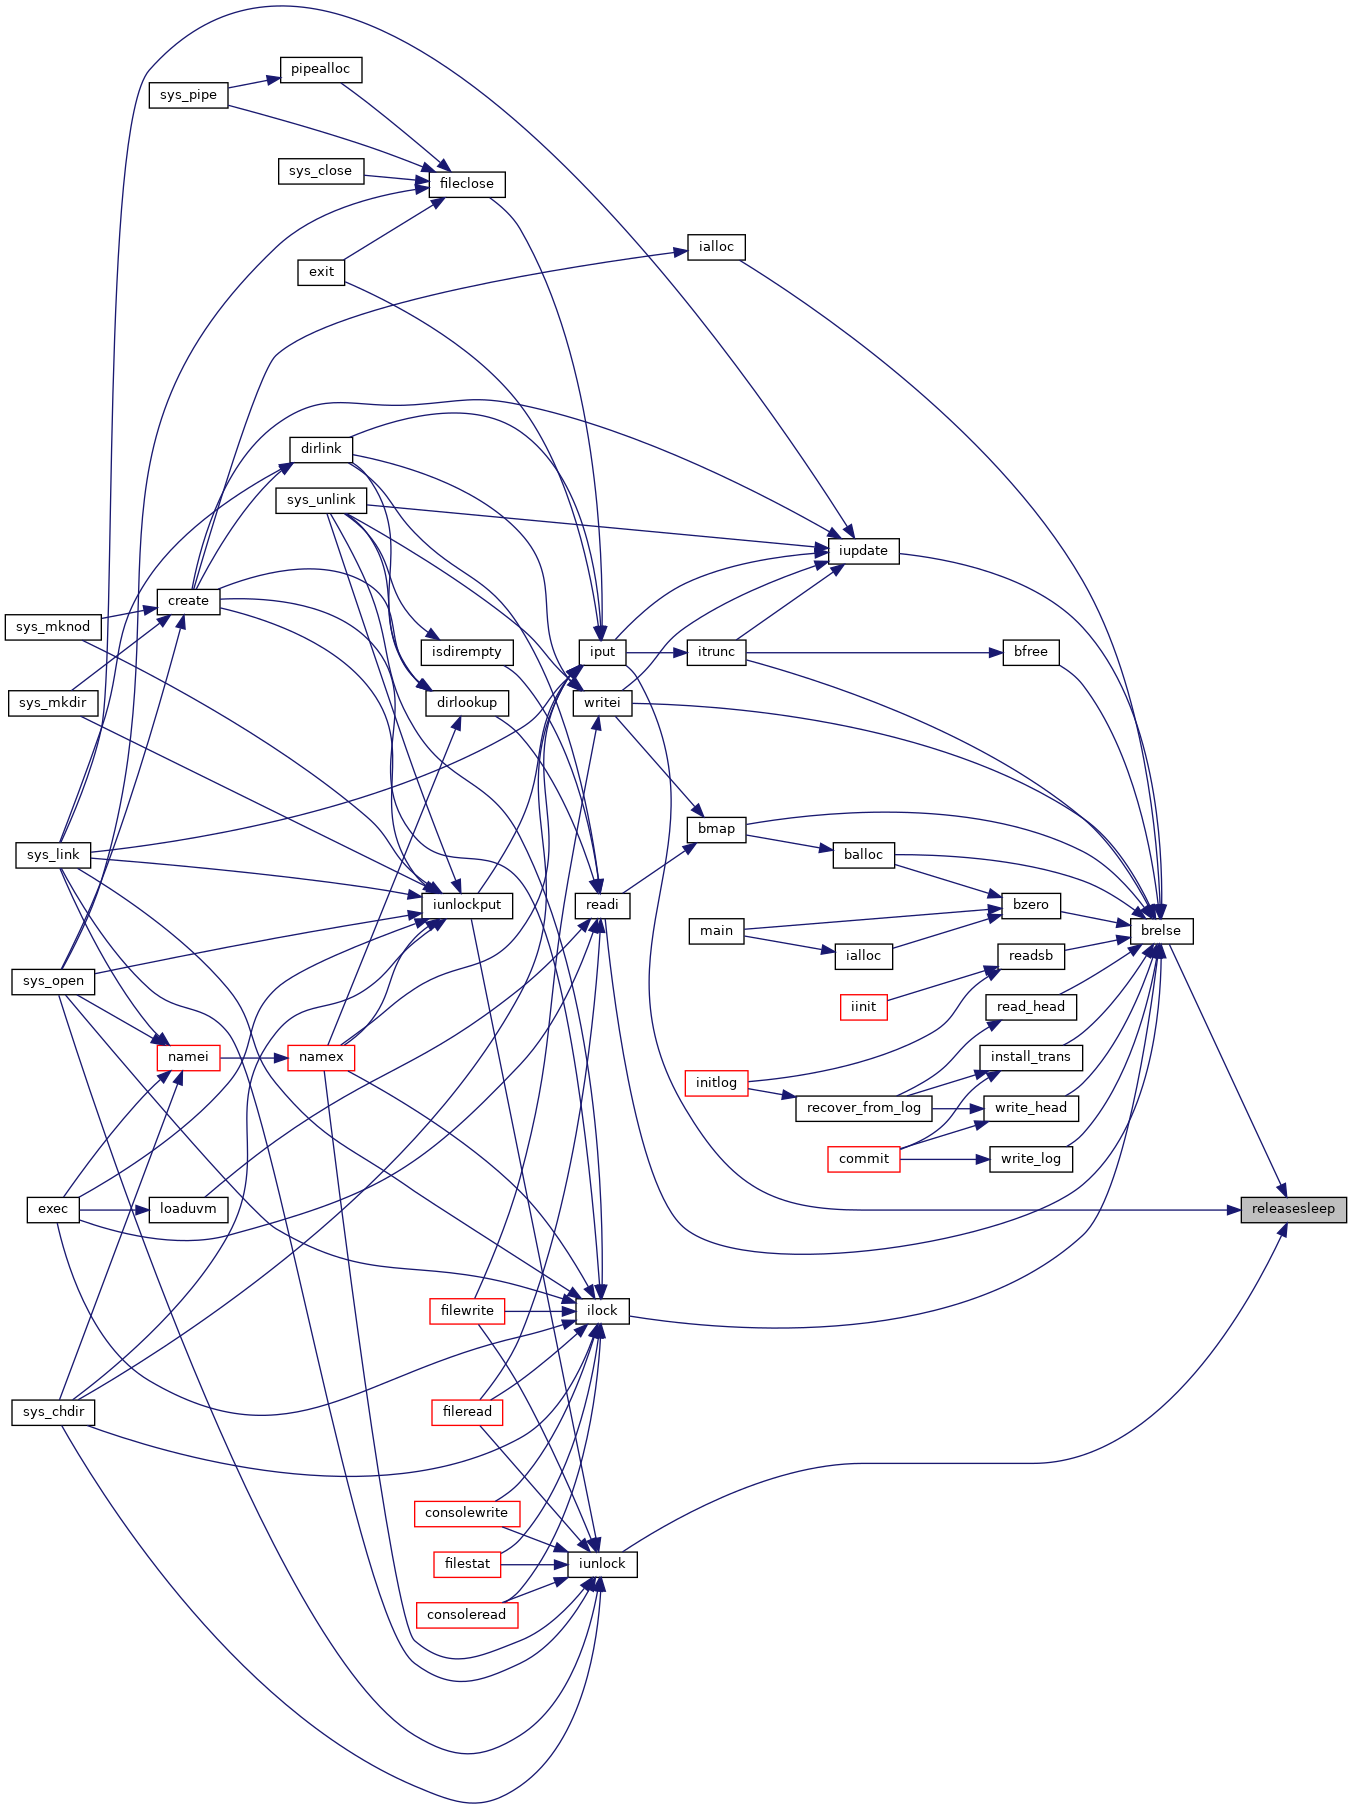 pipealloc
sys_pipe
sys_close
fileclose
ialloc
exit
dirlink
sys_unlink
iupdate
create
sys_mknod
isdirempty
iput
itrunc
bfree
sys_mkdir
dirlookup
writei
bmap
sys_link
balloc
iunlockput
readi
bzero
main
brelse
ialloc
readsb
sys_open
iinit
read_head
namei
namex
install_trans
initlog
recover_from_log
write_head
commit
write_log
exec
loaduvm
releasesleep
filewrite
ilock
sys_chdir
fileread
consolewrite
filestat
iunlock
consoleread